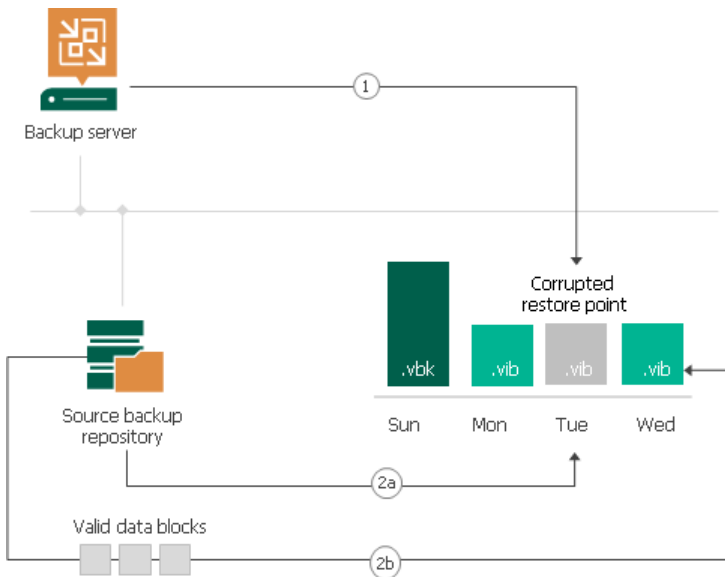 1
Backup server
Corrupted
restore point
.vbk
.vib
.vib
.vib
Source backup
repository
Sun
Mon
Tue
Wed
2a
Valid data blocks
2b